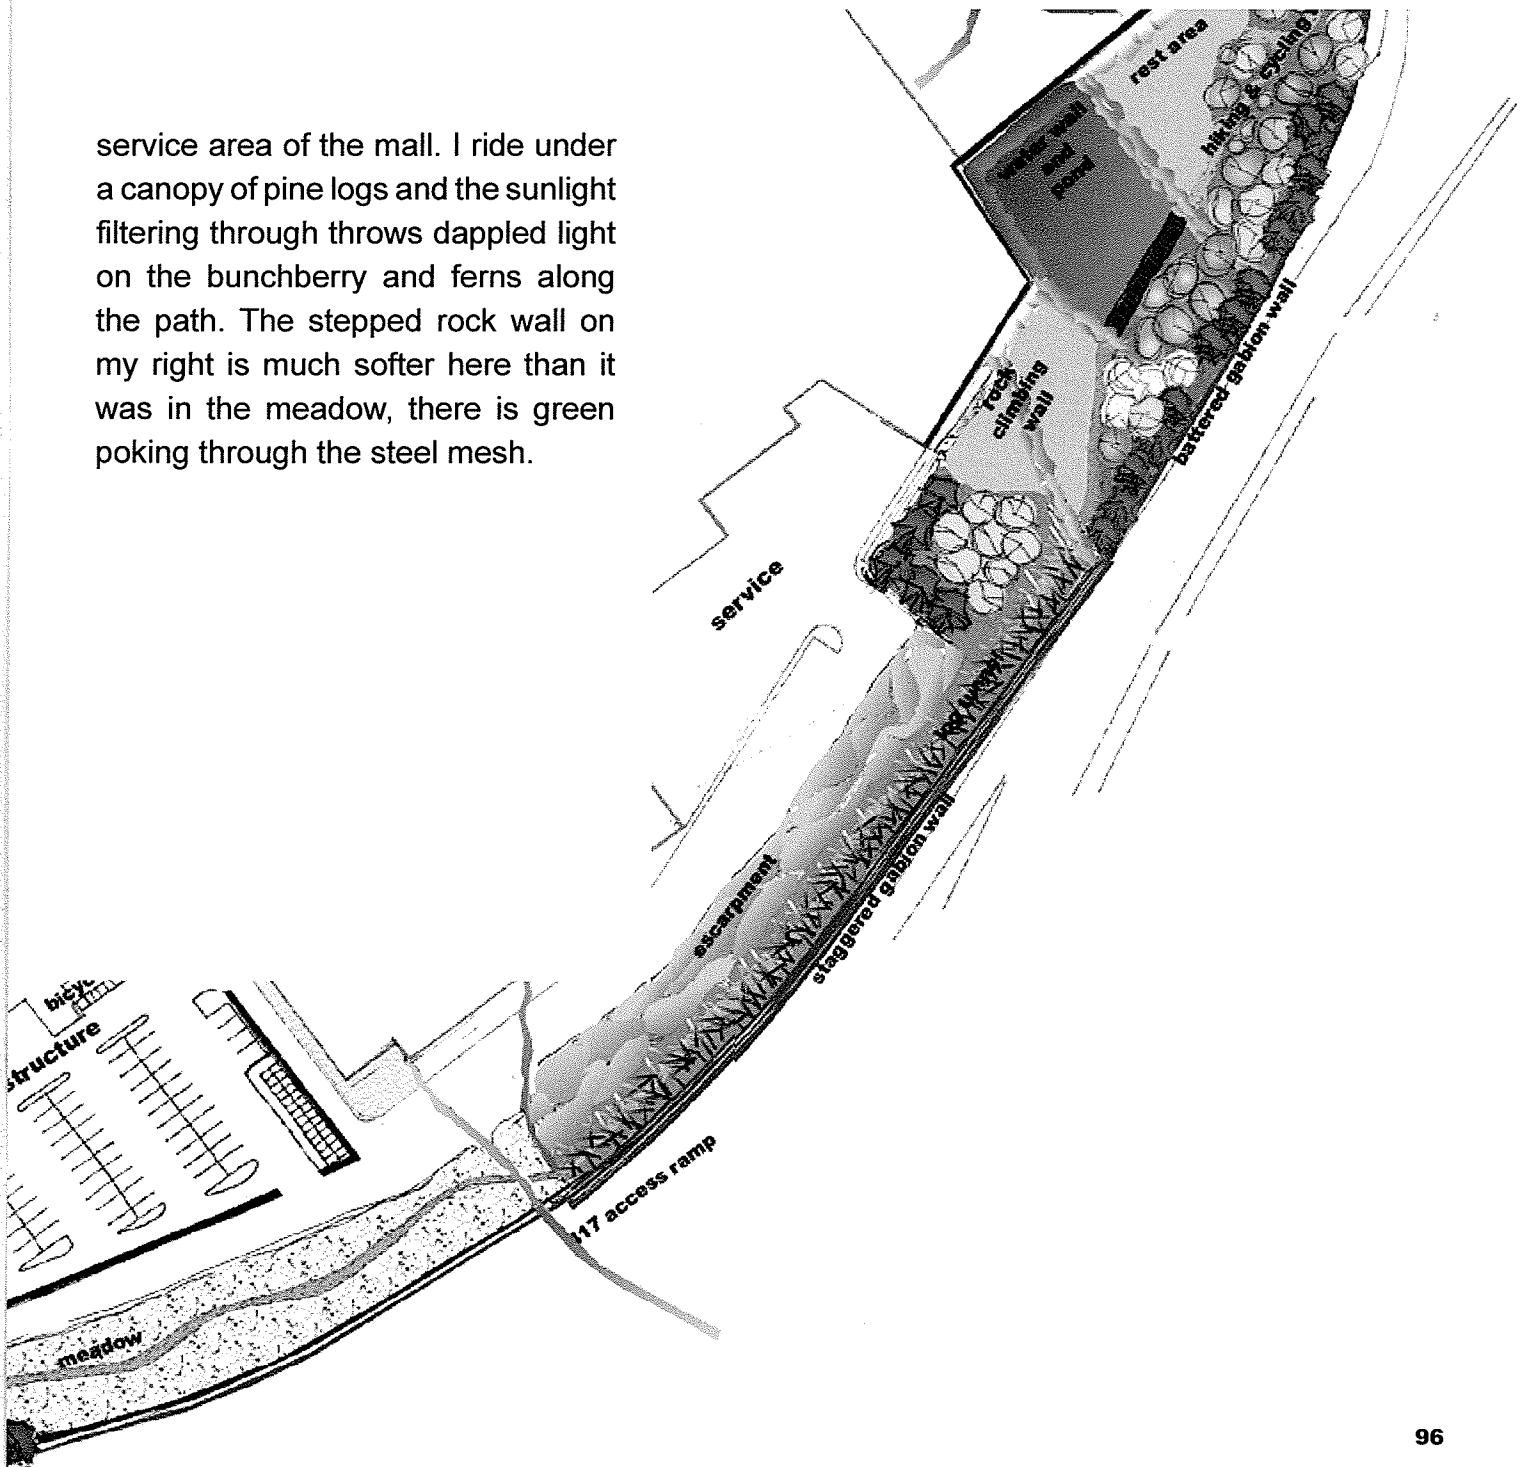 service area of the mall. I ride under
a canopy of pine logs and the sunlight
filtering through throws dappled light
on the bunchberry and ferns along
the path. The stepped rock wall on
my right is much softer here than it
was in the meadow, there is green
poking through the steel mesh.
rest area
hiking & cycling
water wall
and
pond
rock
climbing
wall
battered gabion wall
service
staggered gabion wall
escarpment
structure
417 access ramp
meadow
96